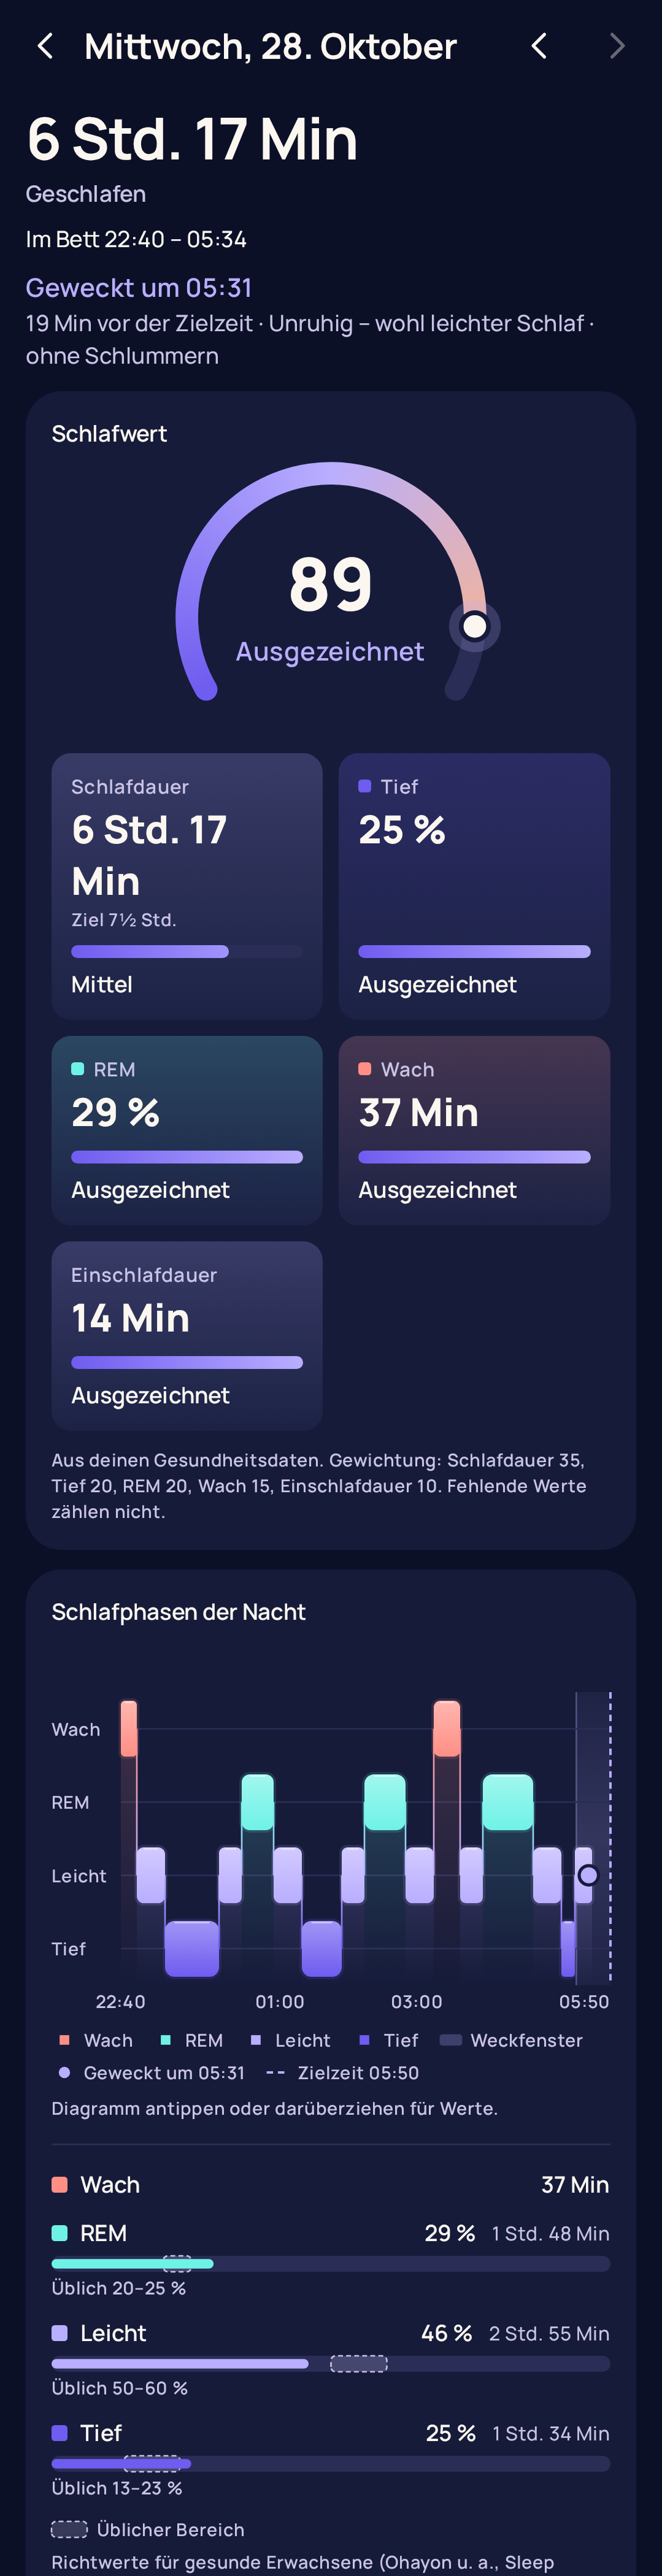 Mittwoch, 28. Oktober
6 Std. 17 Min
Geschlafen
Im Bett 22:40 – 05:34
Geweckt um 05:31
19 Min vor der Zielzeit · Unruhig – wohl leichter Schlaf ·
ohne Schlummern
Schlafwert
89
Ausgezeichnet
Schlafdauer
6 Std. 17
Min
Ziel 7½ Std.
Mittel
Tief
25 %
Ausgezeichnet
REM
29 %
Ausgezeichnet
Wach
37 Min
Ausgezeichnet
Einschlafdauer
14 Min
Ausgezeichnet
Aus deinen Gesundheitsdaten. Gewichtung: Schlafdauer 35,
Tief 20, REM 20, Wach 15, Einschlafdauer 10. Fehlende Werte
zählen nicht.
Schlafphasen der Nacht
Wach
REM
Leicht
Tief
22:40 01:00 03:00 05:50
Wach REM Leicht Tief Weckfenster
Geweckt um 05:31 Zielzeit 05:50
Diagramm antippen oder darüberziehen für Werte.
Wach 37 Min
REM 29 % 1 Std. 48 Min
Üblich 20–25 %
Leicht 46 % 2 Std. 55 Min
Üblich 50–60 %
Tief 25 % 1 Std. 34 Min
Üblich 13–23 %
Üblicher Bereich
Richtwerte für gesunde Erwachsene (Ohayon u. a., Sleep